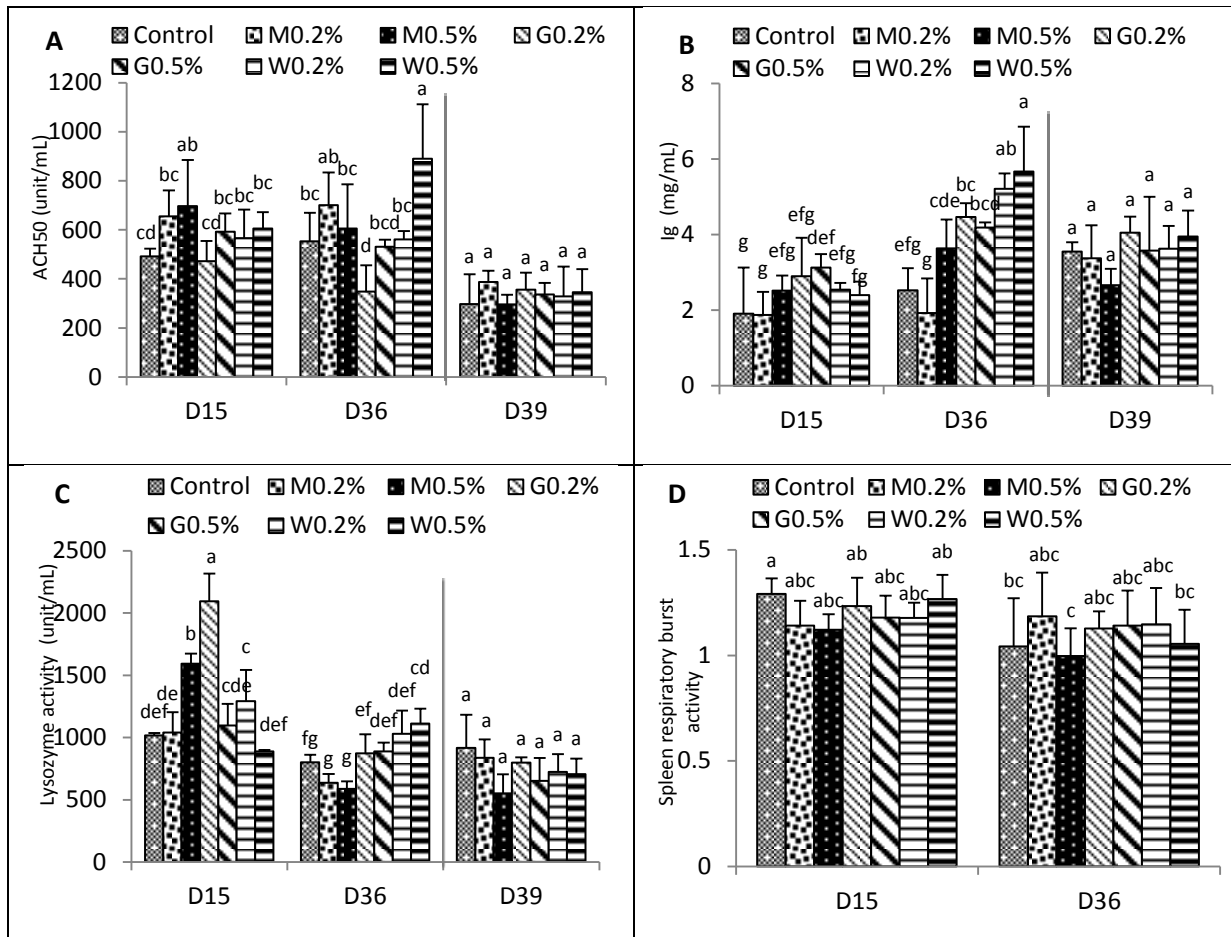 A
Control M0.2% M0.5% G0.2%
G0.5% W0.2% W0.5%
ACH50 (unit/mL)
1200
1000
800
600
400
200
0
cd bc ab cd bc bc bc
bc ab bc d bcd bc a
a a a a a a a
D15 D36 D39
B
Control M0.2% M0.5% G0.2%
G0.5% W0.2% W0.5%
Ig (mg/mL)
8
6
4
2
0
g g efg efg def efg fg
efg g cde bc bcd ab a
a a a a a a a
D15 D36 D39
C
Control M0.2% M0.5% G0.2%
G0.5% W0.2% W0.5%
Lysozyme activity (unit/mL)
2500
2000
1500
1000
500
0
def de b a cde c def
fg g g ef def def cd
a a a a a a a
D15 D36 D39
D
Control M0.2% M0.5% G0.2%
G0.5% W0.2% W0.5%
Spleen respiratory burst
activity
1.5
1
0.5
0
a abc abc ab abc abc ab
bc abc c abc abc abc bc
D15 D36